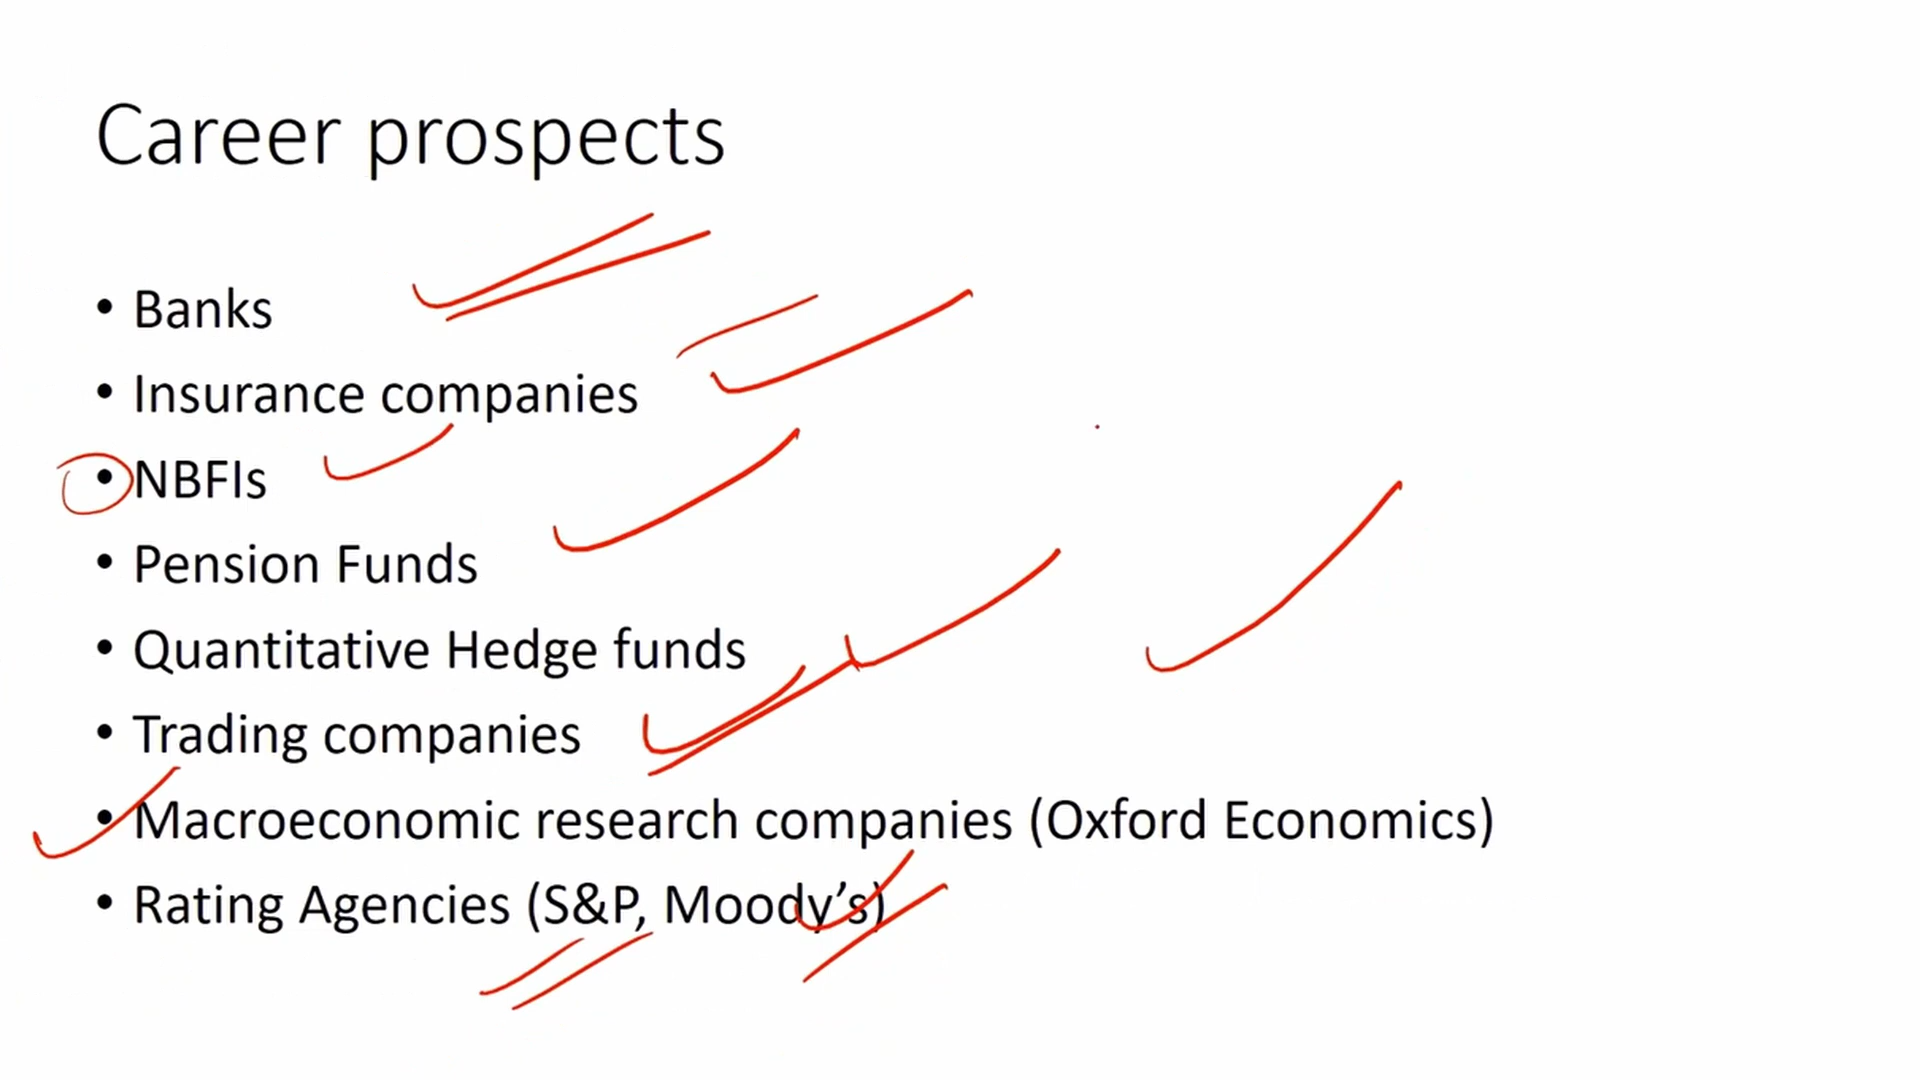 Career prospects
• Banks
• Insurance companies
• NBFIs
• Pension Funds
• Quantitative Hedge funds
• Trading companies
• Macroeconomic research companies (Oxford Economics)
• Rating Agencies (S&P, Moody’s)